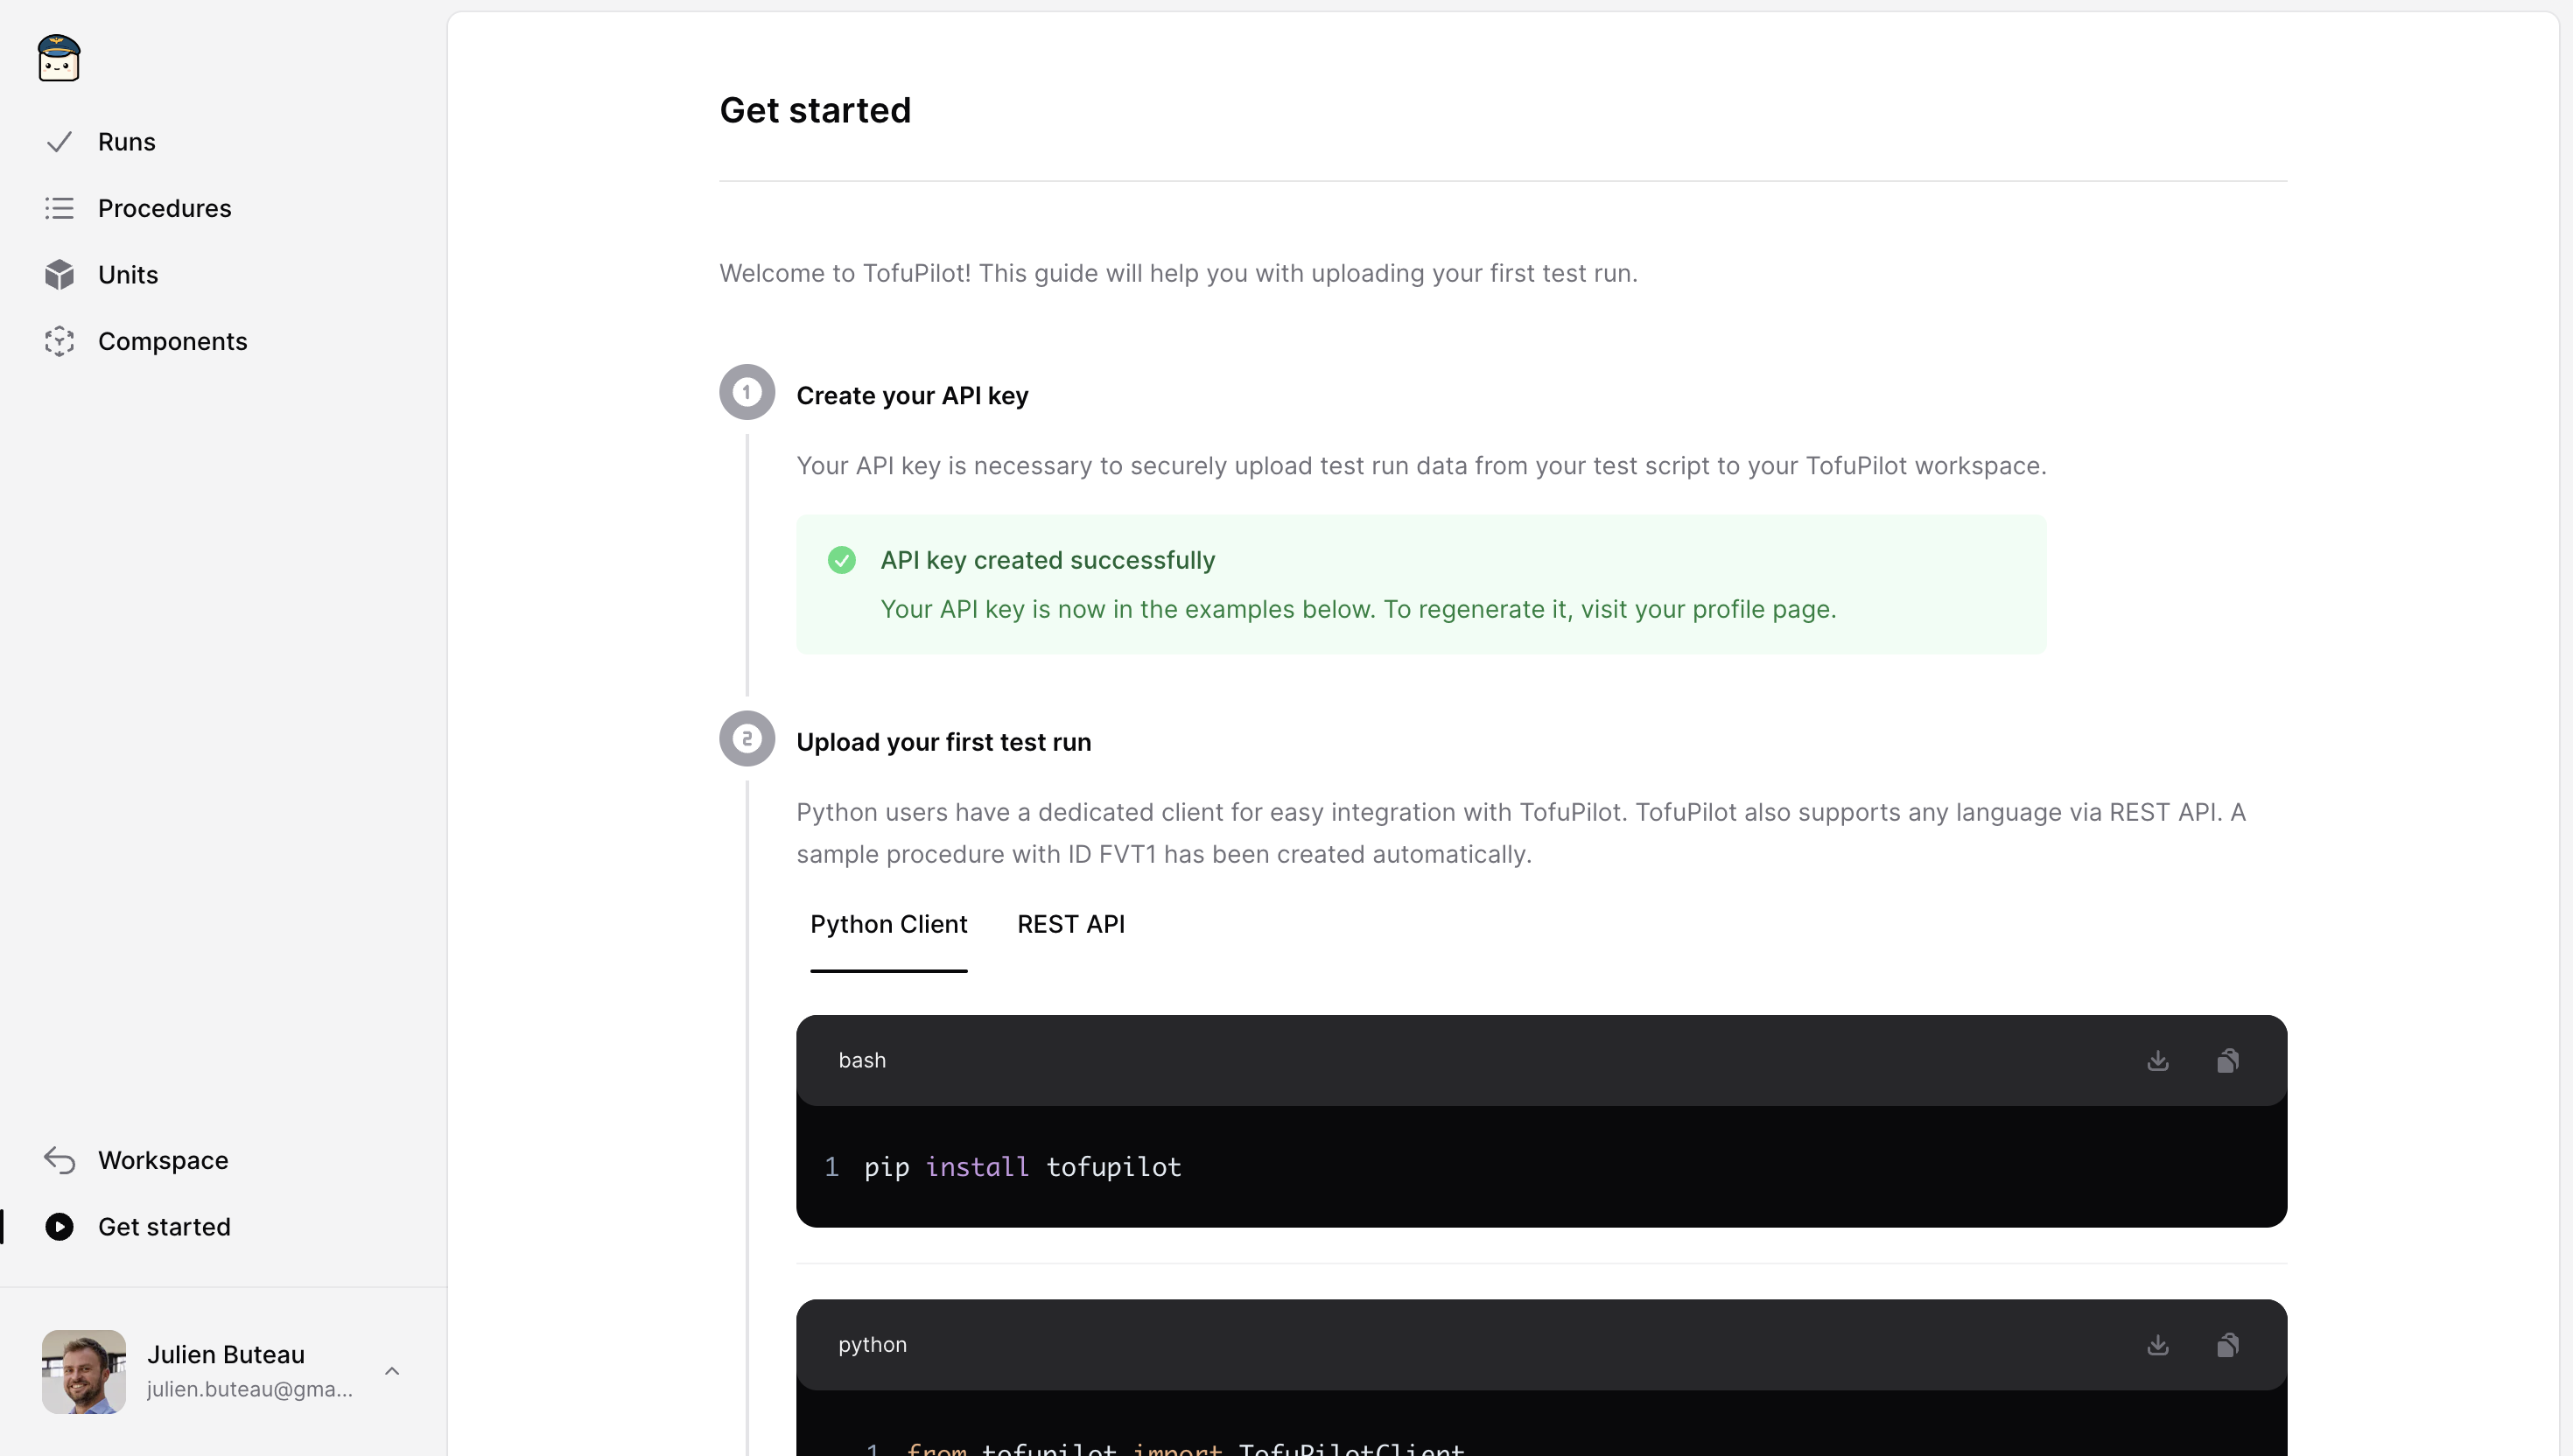 Runs
Procedures
Units
Components
Workspace
Get started
Julien Buteau
julien.buteau@gma...
Get started
Welcome to TofuPilot! This guide will help you with uploading your first test run.
1
Create your API key
Your API key is necessary to securely upload test run data from your test script to your TofuPilot workspace.
API key created successfully
Your API key is now in the examples below. To regenerate it, visit your profile page.
2
Upload your first test run
Python users have a dedicated client for easy integration with TofuPilot. TofuPilot also supports any language via REST API. A
sample procedure with ID FVT1 has been created automatically.
Python Client REST API
bash
1 pip install tofupilot
python
1 from tofupilot import TofuPilotClient